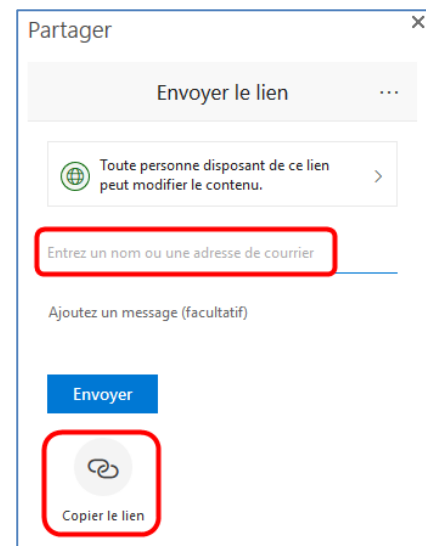 Partager
Envoyer le lien
Toute personne disposant de ce lien
peut modifier le contenu.
Entrez un nom ou une adresse de courrier
Ajoutez un message (facultatif)
Envoyer
Copier le lien